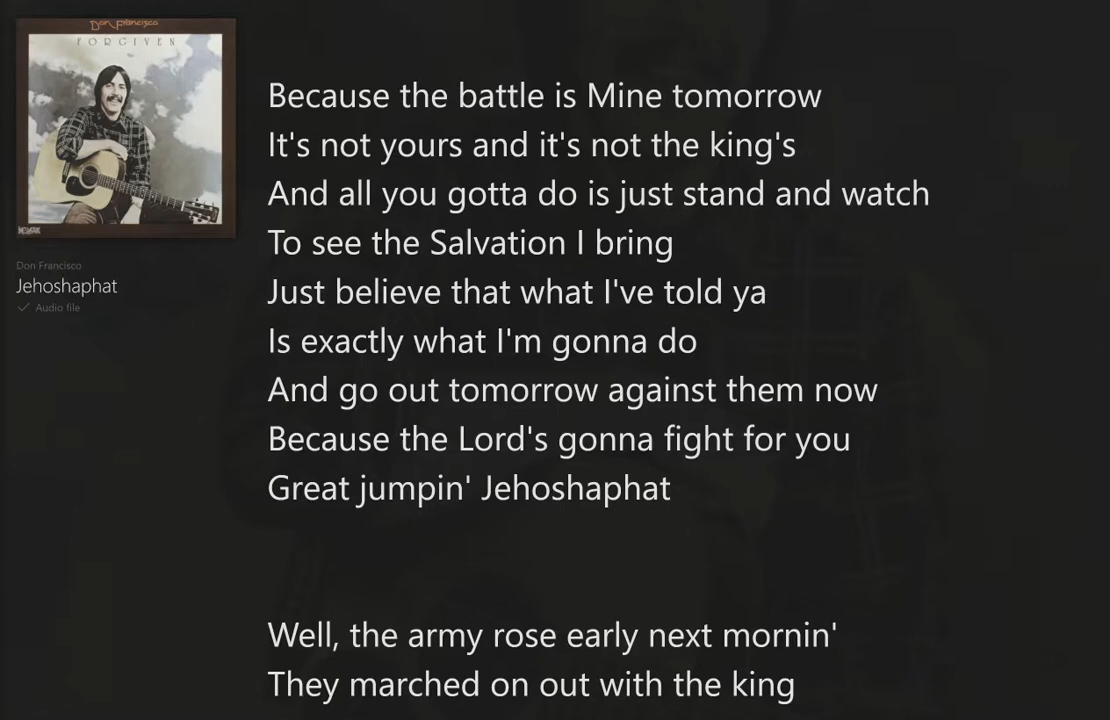 Don Francisco
FORGIVEN
Don Francisco
Jehoshaphat
Audio file
Because the battle is Mine tomorrow
It's not yours and it's not the king's
And all you gotta do is just stand and watch
To see the Salvation I bring
Just believe that what I've told ya
Is exactly what I'm gonna do
And go out tomorrow against them now
Because the Lord's gonna fight for you
Great jumpin' Jehoshaphat
Well, the army rose early next mornin'
They marched on out with the king